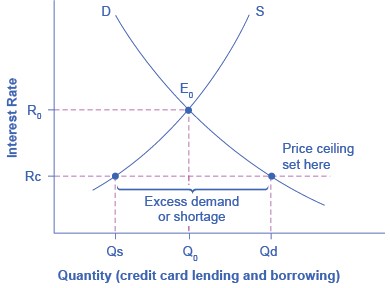 D
S
E0
Interest Rate
R0
Price ceiling
set here
Rc
Excess demand
or shortage
Qs
Q0
Qd
Quantity (credit card lending and borrowing)